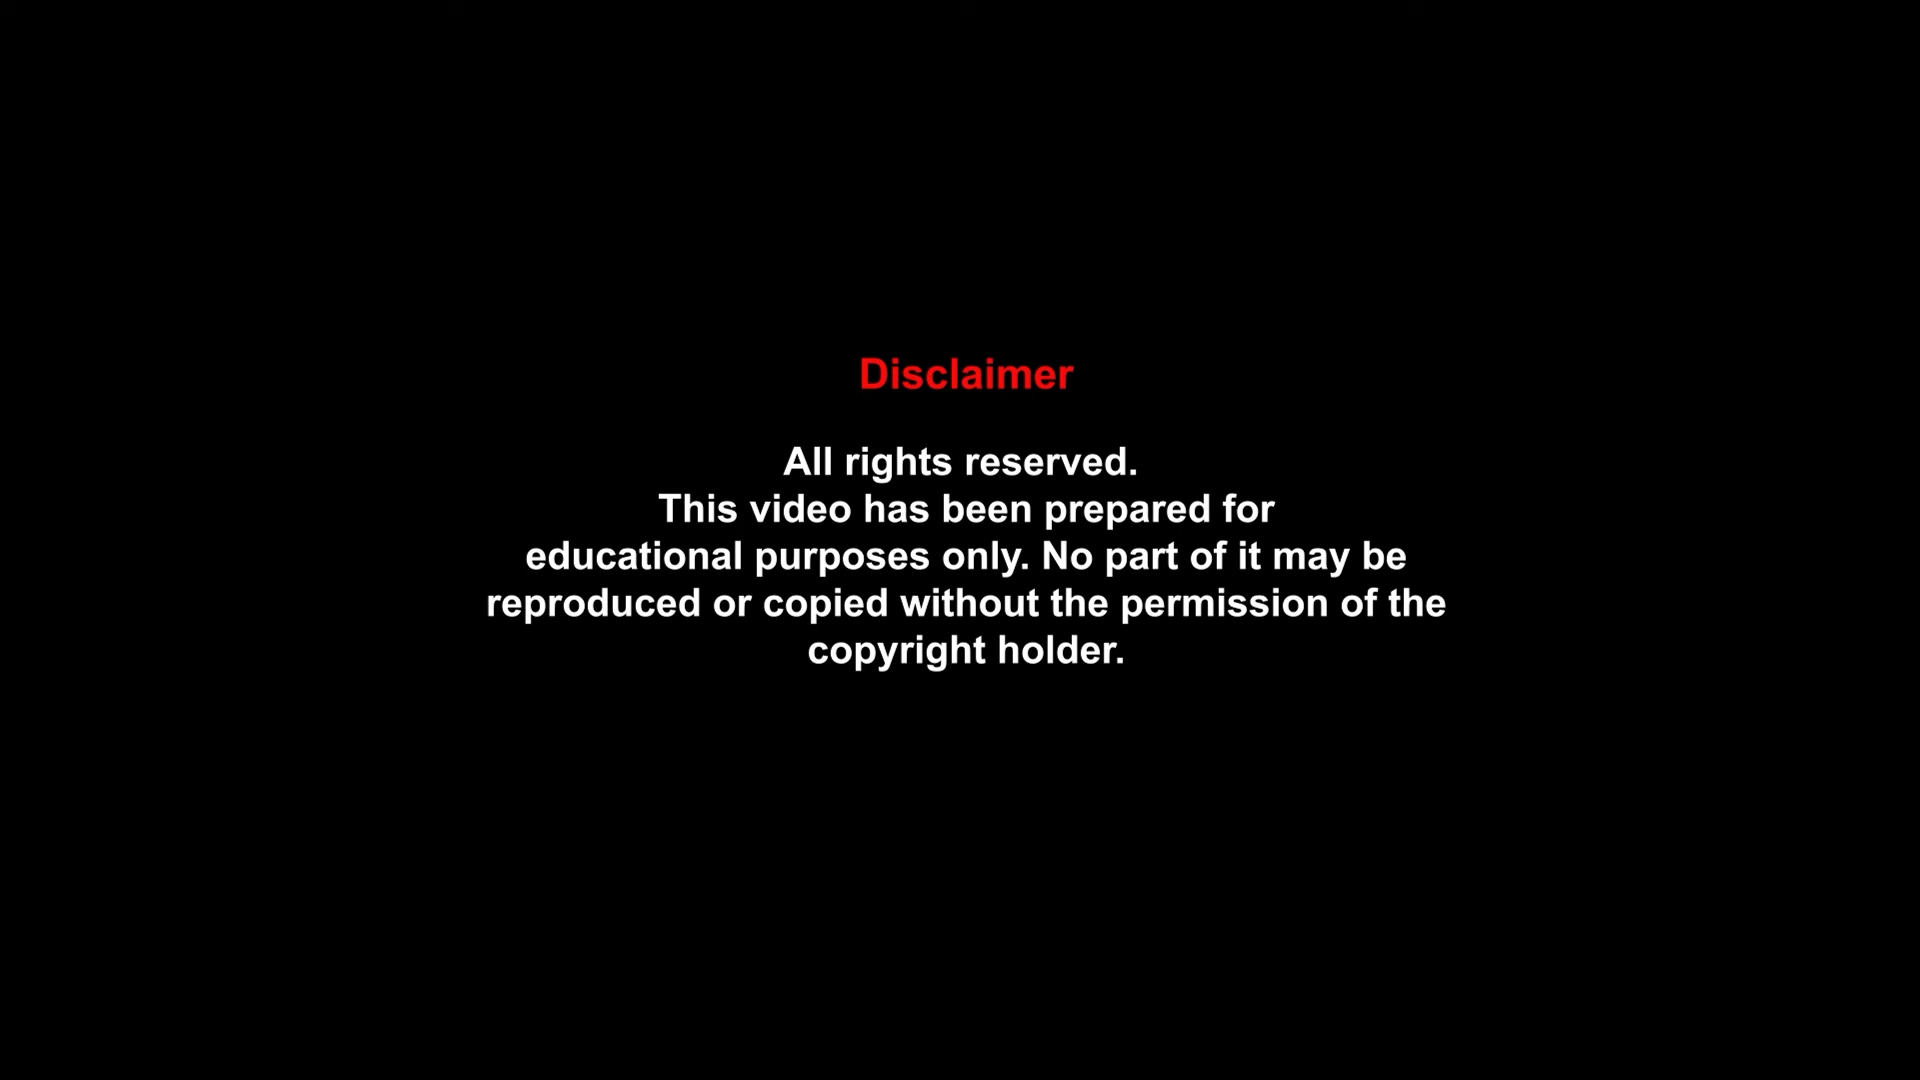 Disclaimer
All rights reserved.
This video has been prepared for
educational purposes only. No part of it may be
reproduced or copied without the permission of the
copyright holder.